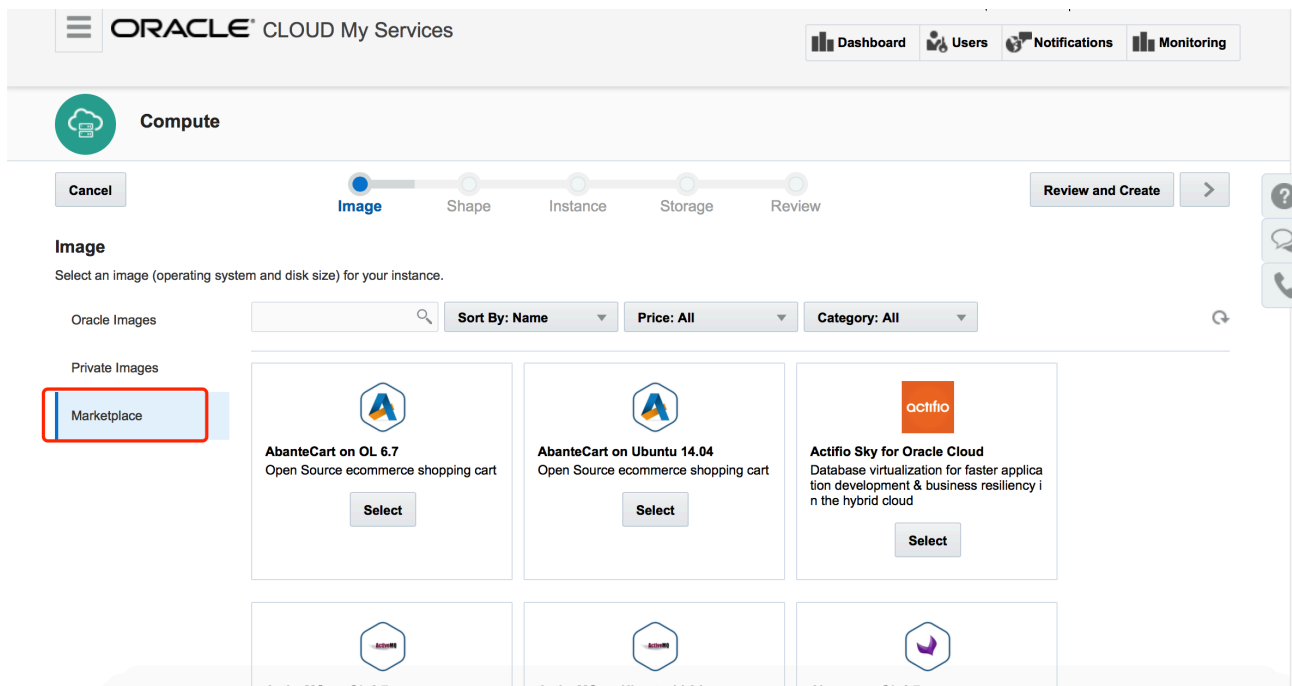 ORACLE® CLOUD My Services
Dashboard
Users
Notifications
Monitoring
Compute
Cancel
Image
Shape
Instance
Storage
Review
Review and Create
Image
Select an image (operating system and disk size) for your instance.
Oracle Images
Private Images
Marketplace
Sort By: Name
Price: All
Category: All
AbanteCart on OL 6.7
Open Source ecommerce shopping cart
Select
AbanteCart on Ubuntu 14.04
Open Source ecommerce shopping cart
Select
actifio
Actifio Sky for Oracle Cloud
Database virtualization for faster applica
tion development & business resiliency i
n the hybrid cloud
Select
ActiveMQ
ActiveMQ